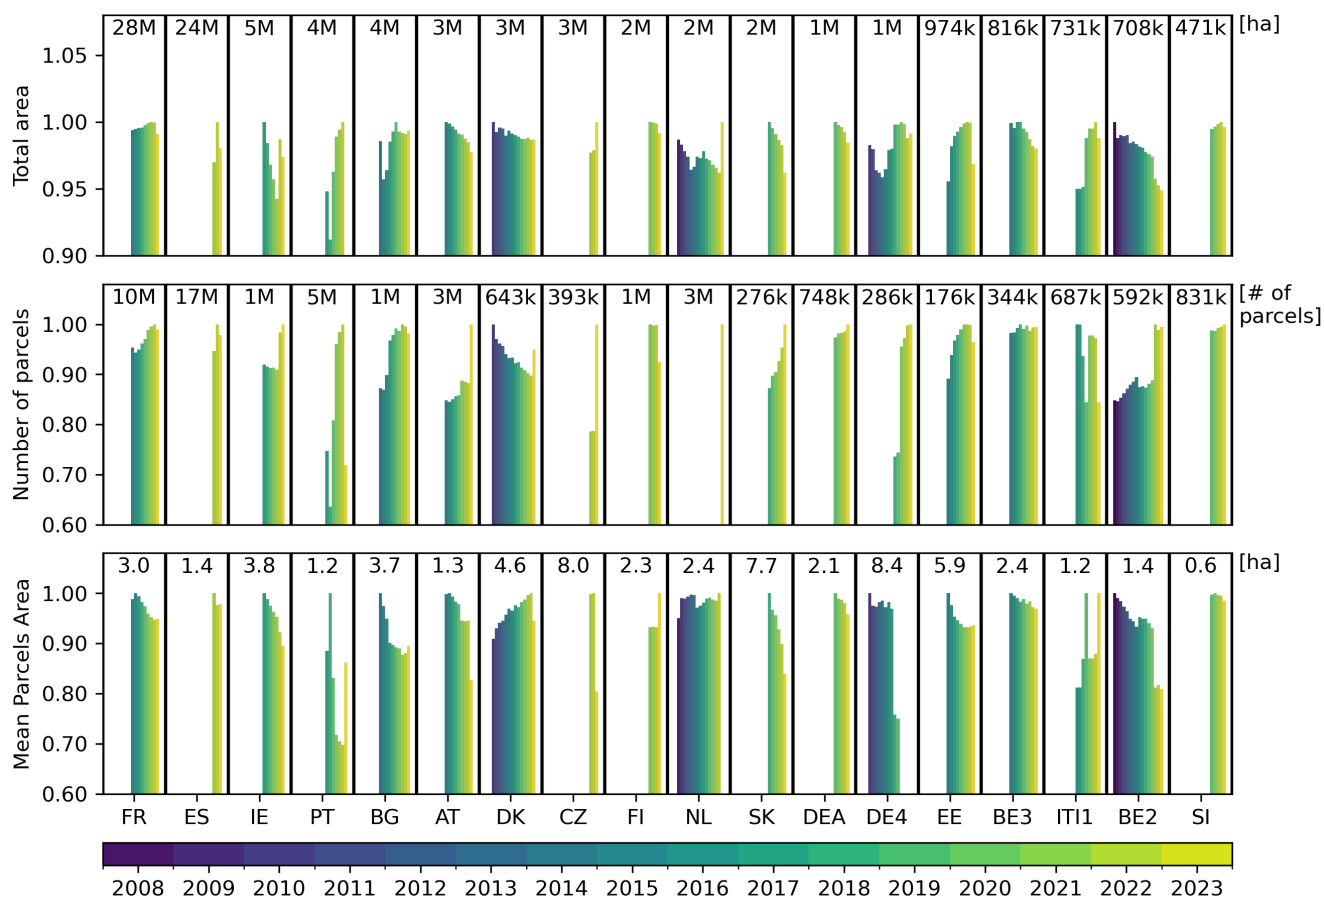 28M 24M 5M 4M 4M 3M 3M 3M 2M 2M 2M 1M 1M 974k 816k 731k 708k 471k [ha]
1.05
1.00
0.95
0.90
Total area
10M 17M 1M 5M 1M 3M 643k 393k 1M 3M 276k 748k 286k 176k 344k 687k 592k 831k [# of
parcels]
1.00
0.90
0.80
0.70
0.60
Number of parcels
3.0 1.4 3.8 1.2 3.7 1.3 4.6 8.0 2.3 2.4 7.7 2.1 8.4 5.9 2.4 1.2 1.4 0.6 [ha]
1.00
0.90
0.80
0.70
0.60
Mean Parcels Area
FR ES IE PT BG AT DK CZ FI NL SK DEA DE4 EE BE3 ITI1 BE2 SI
2008 2009 2010 2011 2012 2013 2014 2015 2016 2017 2018 2019 2020 2021 2022 2023